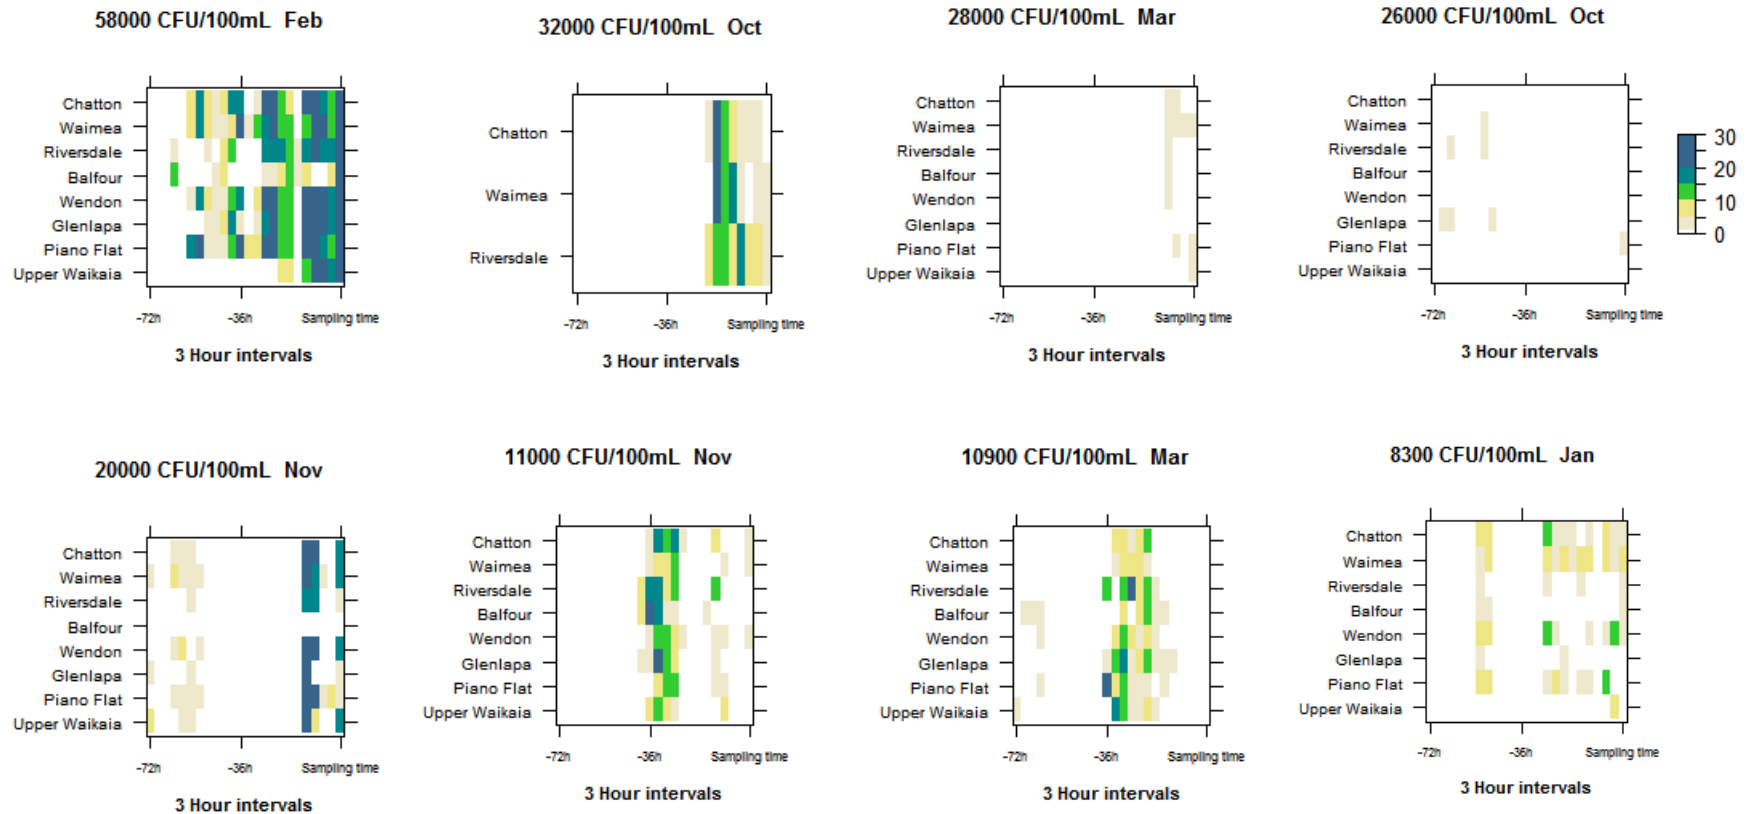 58000 CFU/100mL Feb
Chatton
Waimea
Riversdale
Balfour
Wendon
Glenlapa
Piano Flat
Upper Waikaia
-72h -36h Sampling time
3 Hour intervals
32000 CFU/100mL Oct
Chatton
Waimea
Riversdale
-72h -36h Sampling time
3 Hour intervals
28000 CFU/100mL Mar
Chatton
Waimea
Riversdale
Balfour
Wendon
Glenlapa
Piano Flat
Upper Waikaia
-72h -36h Sampling time
3 Hour intervals
26000 CFU/100mL Oct
Chatton
Waimea
Riversdale
Balfour
Wendon
Glenlapa
Piano Flat
Upper Waikaia
-72h -36h Sampling time
3 Hour intervals
30
20
10
0
20000 CFU/100mL Nov
Chatton
Waimea
Riversdale
Balfour
Wendon
Glenlapa
Piano Flat
Upper Waikaia
-72h -36h Sampling time
3 Hour intervals
11000 CFU/100mL Nov
Chatton
Waimea
Riversdale
Balfour
Wendon
Glenlapa
Piano Flat
Upper Waikaia
-72h -36h Sampling time
3 Hour intervals
10900 CFU/100mL Mar
Chatton
Waimea
Riversdale
Balfour
Wendon
Glenlapa
Piano Flat
Upper Waikaia
-72h -36h Sampling time
3 Hour intervals
8300 CFU/100mL Jan
Chatton
Waimea
Riversdale
Balfour
Wendon
Glenlapa
Piano Flat
Upper Waikaia
-72h -36h Sampling time
3 Hour intervals